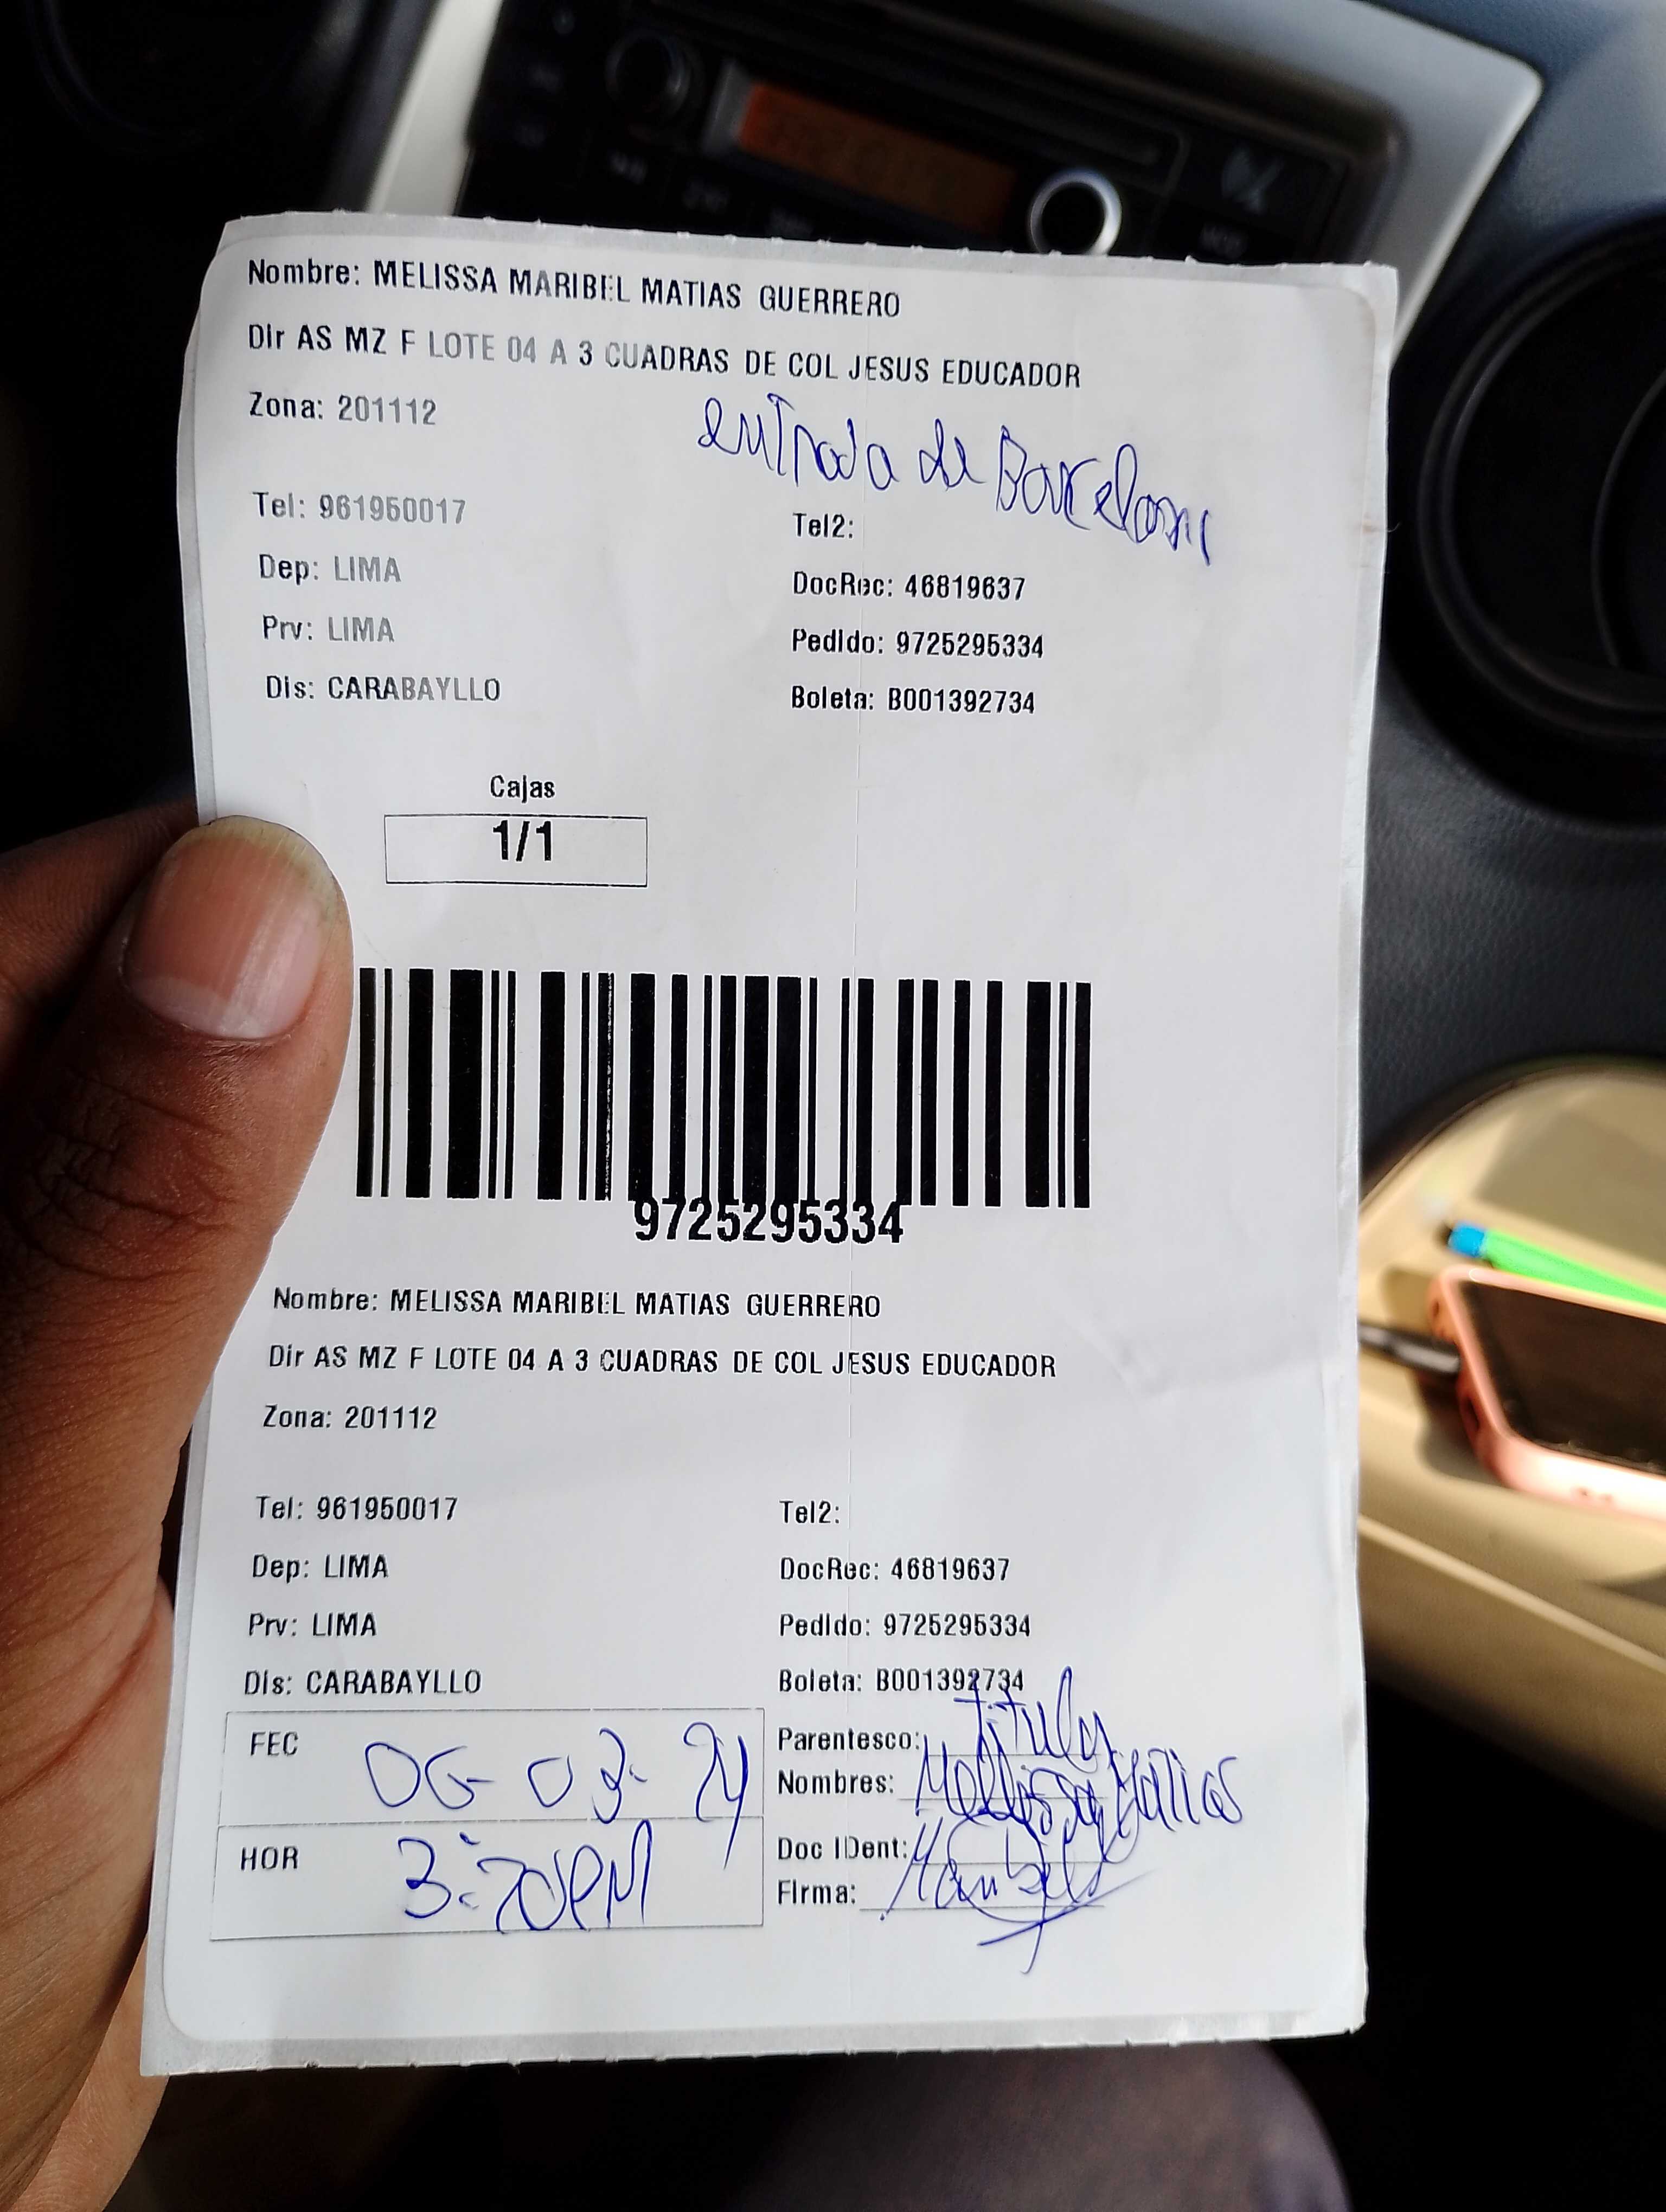 Nombre: MELISSA MARIBEL MATIAS GUERRERO
Dir AS MZ F LOTE 04 A 3 CUADRAS DE COL JESUS EDUCADOR
Zona: 201112
entrada de Barcelona
Tel: 961950017
Tel2:
Dep: LIMA
DocRec: 46819637
Prv: LIMA
Pedido: 9725295334
Dis: CARABAYLLO
Boleta: B001392734
Cajas
1/1
9725295334
Nombre: MELISSA MARIBEL MATIAS GUERRERO
Dir AS MZ F LOTE 04 A 3 CUADRAS DE COL JESUS EDUCADOR
Zona: 201112
Tel: 961950017
Tel2:
Dep: LIMA
DocRec: 46819637
Prv: LIMA
Pedido: 9725295334
Dis: CARABAYLLO
Boleta: B001392734
FEC 06-03-24
Parentesco:
Nombres: Melissa Matias
HOR 3:20PM
Doc IDent:
Firma: